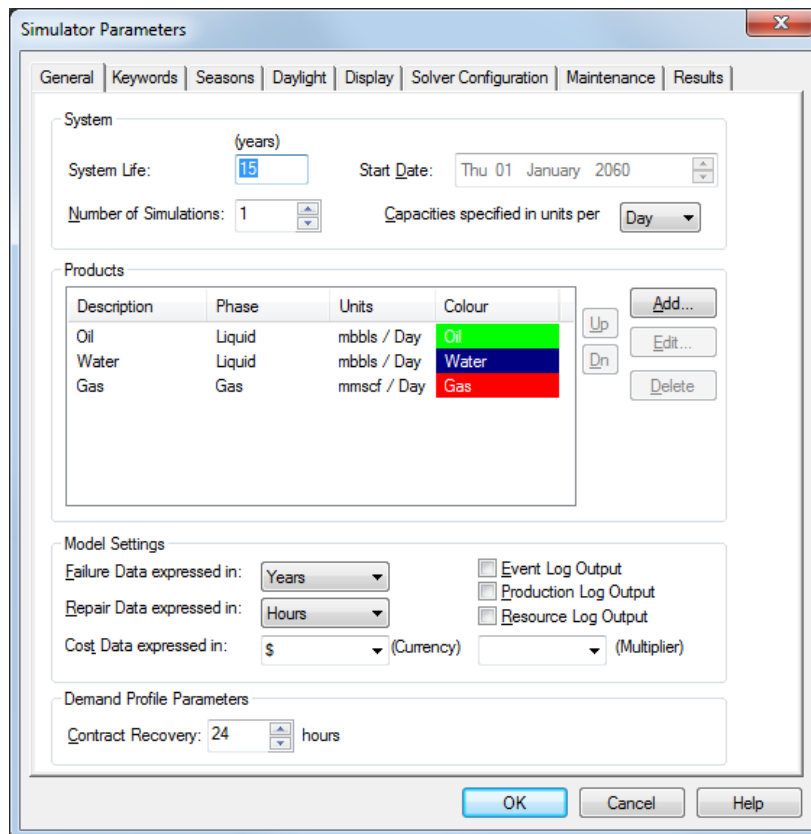 Simulator Parameters
General Keywords Seasons Daylight Display Solver Configuration Maintenance Results
System
(years)
System Life: 15 Start Date: Thu 01 January 2060
Number of Simulations: 1 Capacities specified in units per Day
Products
Description Phase Units Colour
Oil Liquid mbbls / Day Oil
Water Liquid mbbls / Day Water
Gas Gas mmscf / Day Gas
Add...
Up
Edit...
Dn
Delete
Model Settings
Failure Data expressed in: Years Event Log Output
Production Log Output
Repair Data expressed in: Hours Resource Log Output
Cost Data expressed in: $ (Currency) (Multiplier)
Demand Profile Parameters
Contract Recovery: 24 hours
OK Cancel Help